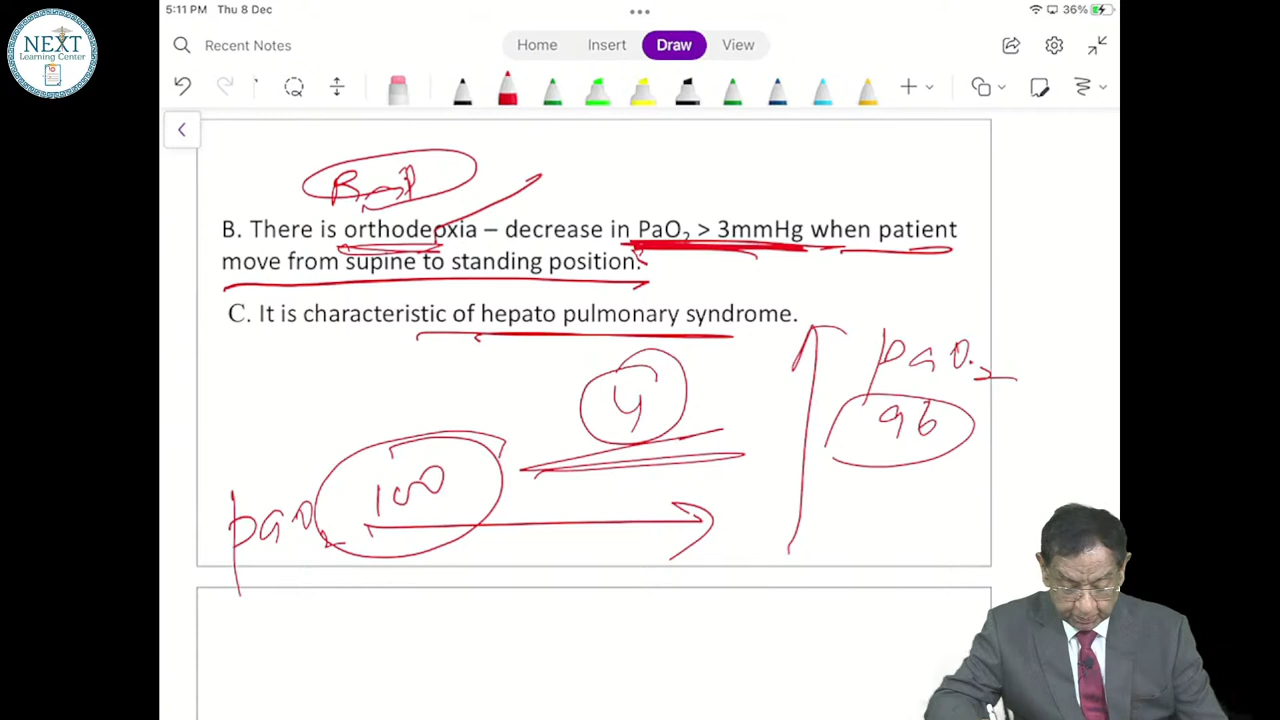 5:11 PM Thu 8 Dec
36%
NEXT
Learning Center
Recent Notes
Home Insert Draw View
B. There is orthodepxia – decrease in PaO₂ > 3mmHg when patient
move from supine to standing position.
C. It is characteristic of hepato pulmonary syndrome.
paO₂
4
96
100
paO₂